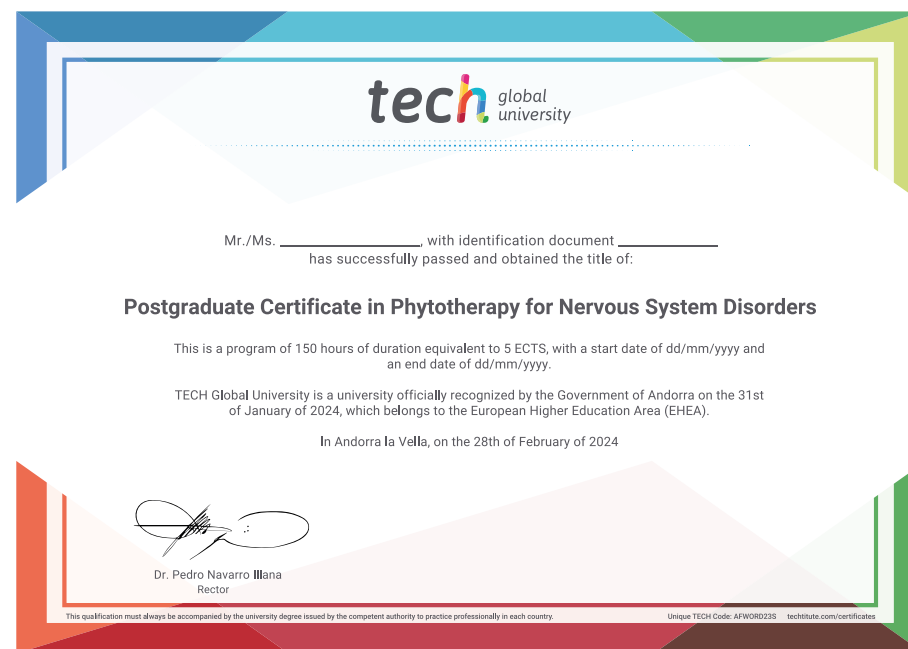 tech global
university
Mr./Ms. ____________, with identification document ____________
has successfully passed and obtained the title of:
Postgraduate Certificate in Phytotherapy for Nervous System Disorders
This is a program of 150 hours of duration equivalent to 5 ECTS, with a start date of dd/mm/yyyy and
an end date of dd/mm/yyyy.
TECH Global University is a university officially recognized by the Government of Andorra on the 31st
of January of 2024, which belongs to the European Higher Education Area (EHEA).
In Andorra la Vella, on the 28th of February of 2024
Dr. Pedro Navarro Illana
Rector
This qualification must always be accompanied by the university degree issued by the competent authority to practice professionally in each country.
Unique TECH Code: AFWORD23S techtitute.com/certificates